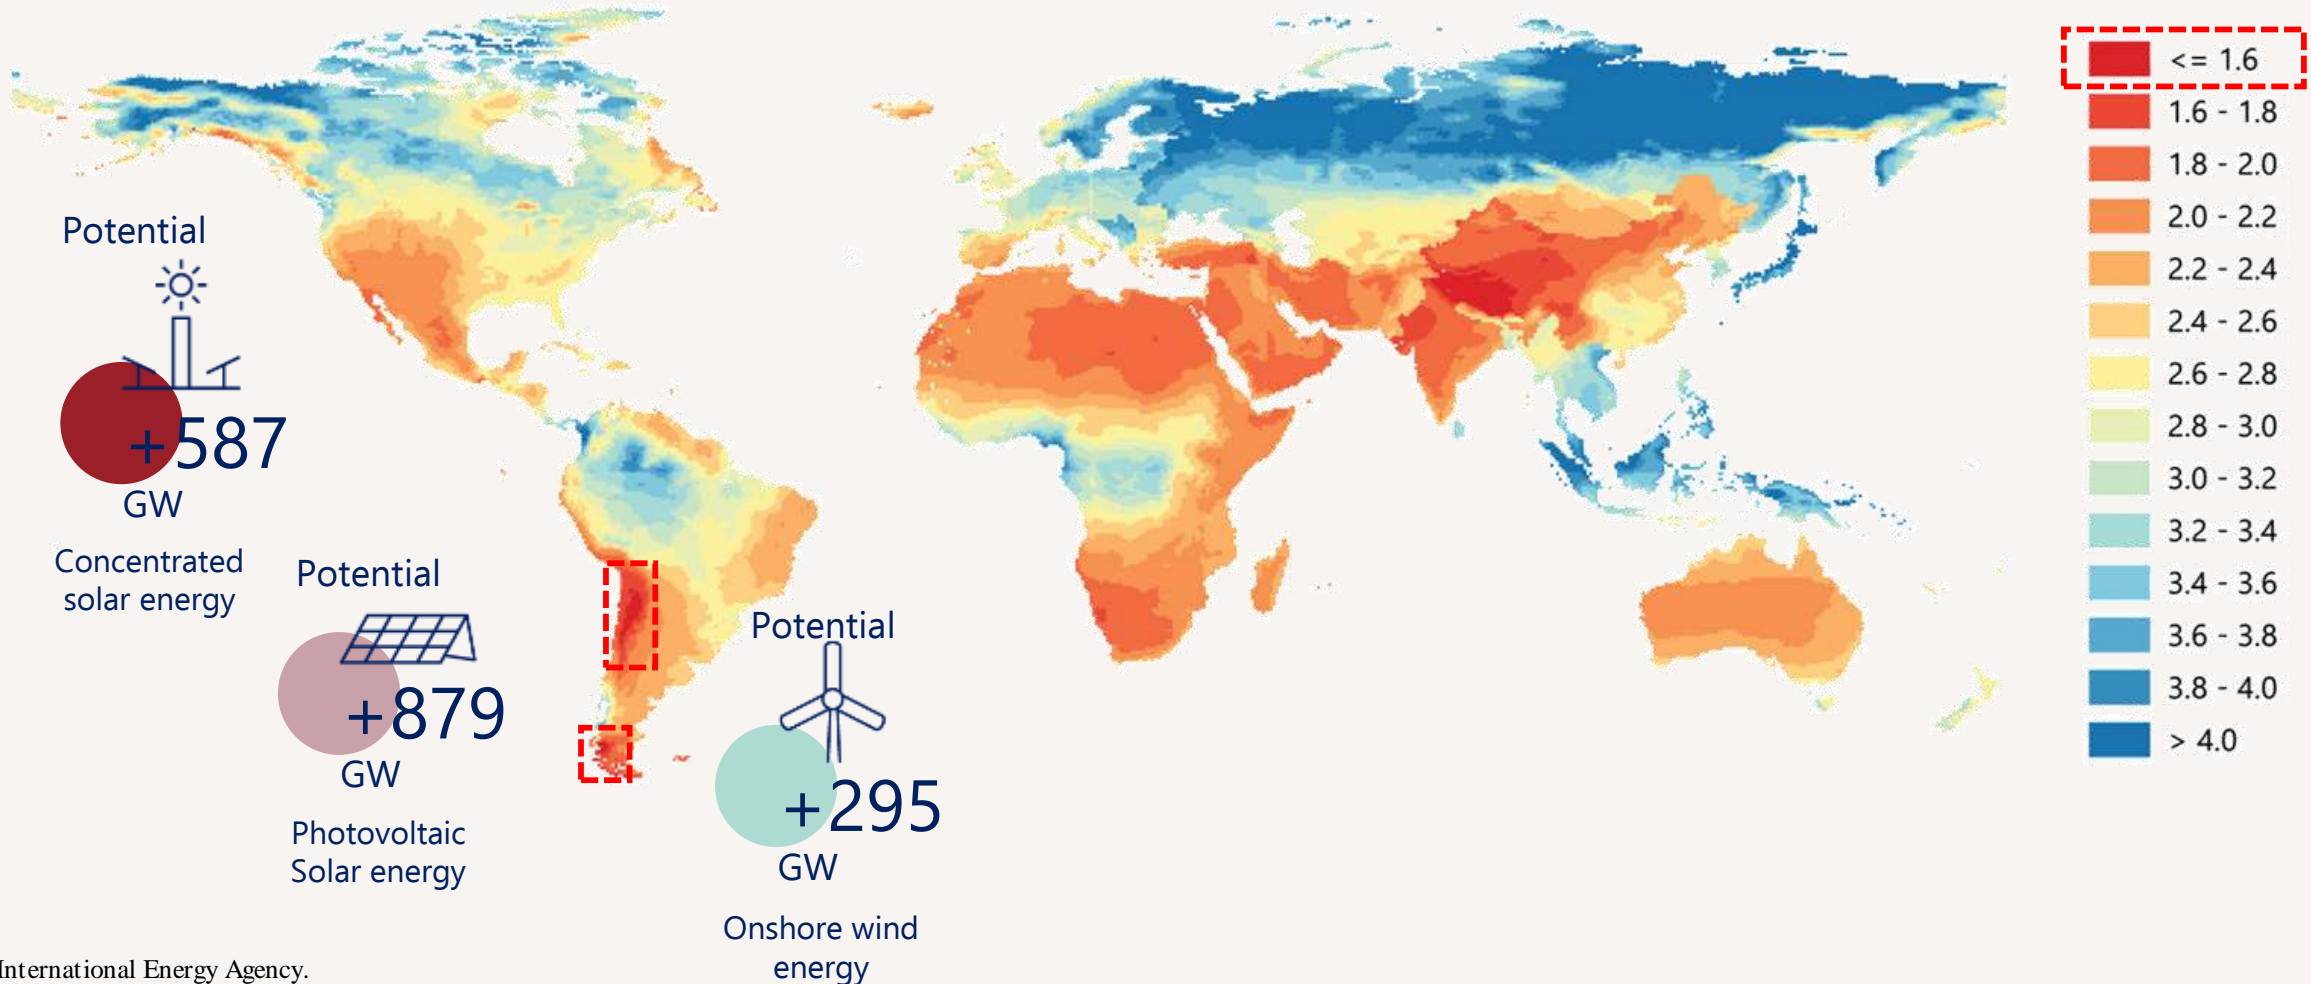 Potential
+587
GW
Concentrated
solar energy
Potential
+879
GW
Photovoltaic
Solar energy
Potential
+295
GW
Onshore wind
energy
<= 1.6
1.6 - 1.8
1.8 - 2.0
2.0 - 2.2
2.2 - 2.4
2.4 - 2.6
2.6 - 2.8
2.8 - 3.0
3.0 - 3.2
3.2 - 3.4
3.4 - 3.6
3.6 - 3.8
3.8 - 4.0
> 4.0
International Energy Agency.